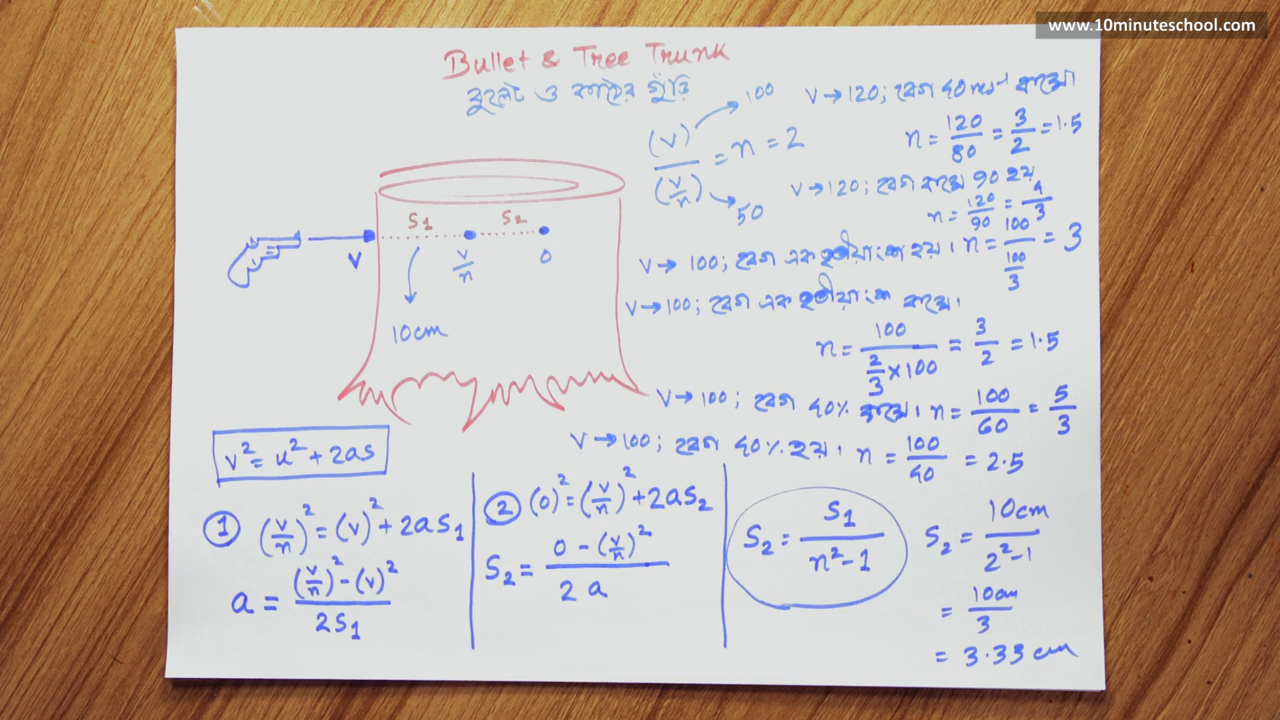 www.10minuteschool.com
Bullet & Tree Trunk
বুলেট ও কাঠের গুঁড়ি
(v) / (v/n) = n = 2
100
50
V → 120; বেগ 40 ms⁻¹ কমে।
n = 120/80 = 3/2 = 1.5
V → 120; বেগ কমে 90 হয়
n = 120/90 = 4/3
V → 100; বেগ এক তৃতীয়াংশ হয়। n = 100/(100/3) = 3
V → 100; বেগ এক তৃতীয়াংশ কমে।
n = 100/(2/3 × 100) = 3/2 = 1.5
V → 100; বেগ 40% কমে। n = 100/60 = 5/3
V → 100; বেগ 40% হয়। n = 100/40 = 2.5
S₁ S₂
V v/n 0
10cm
v² = u² + 2as
① (v/n)² = (v)² + 2aS₁
a = ((v/n)² - (v)²) / 2S₁
② (0)² = (v/n)² + 2aS₂
S₂ = (0 - (v/n)²) / 2a
S₂ = S₁ / (n² - 1)
S₂ = 10cm / (2² - 1)
= 10cm / 3
= 3.33 cm